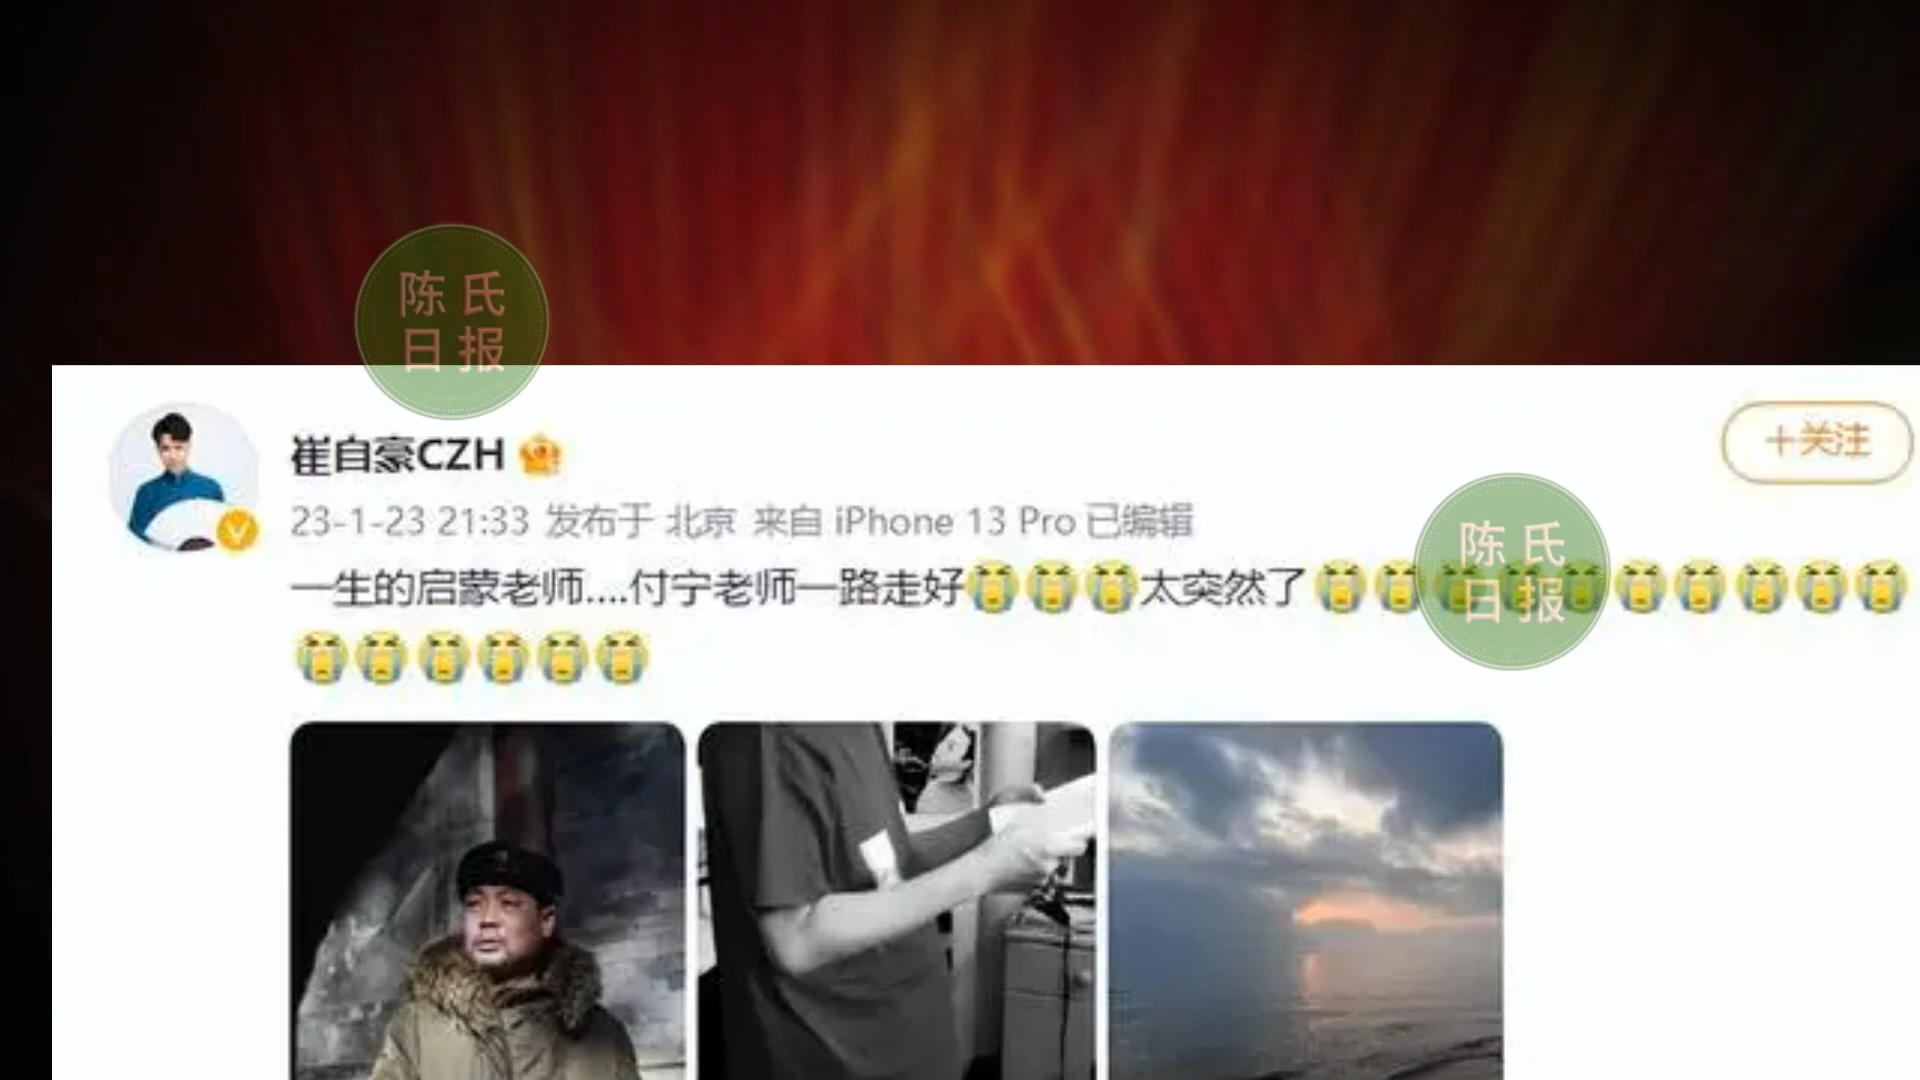 陈氏
日报
崔自豪CZH
+关注
23-1-23 21:33 发布于 北京 来自 iPhone 13 Pro 已编辑
一生的启蒙老师....付宁老师一路走好😭😭😭太突然了😭😭😭😭😭😭😭😭😭😭
😭😭😭😭😭😭
陈氏
日报